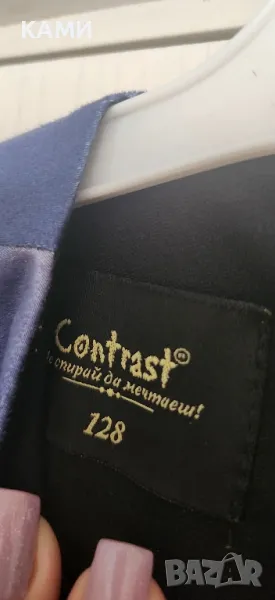 КАМИ
Contrast®
Не спирай да мечтаеш!
128
BAZAR